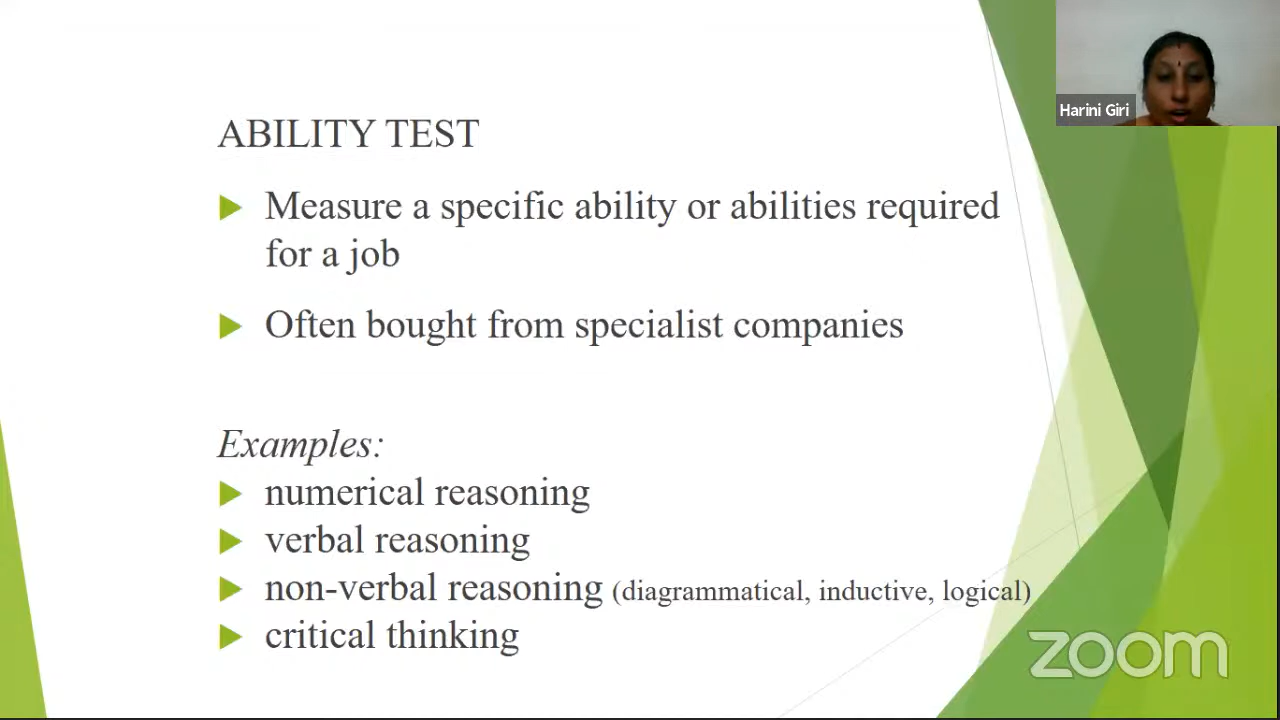 Harini Giri
ABILITY TEST
Measure a specific ability or abilities required
for a job
Often bought from specialist companies
Examples:
numerical reasoning
verbal reasoning
non-verbal reasoning (diagrammatical, inductive, logical)
critical thinking
zoom